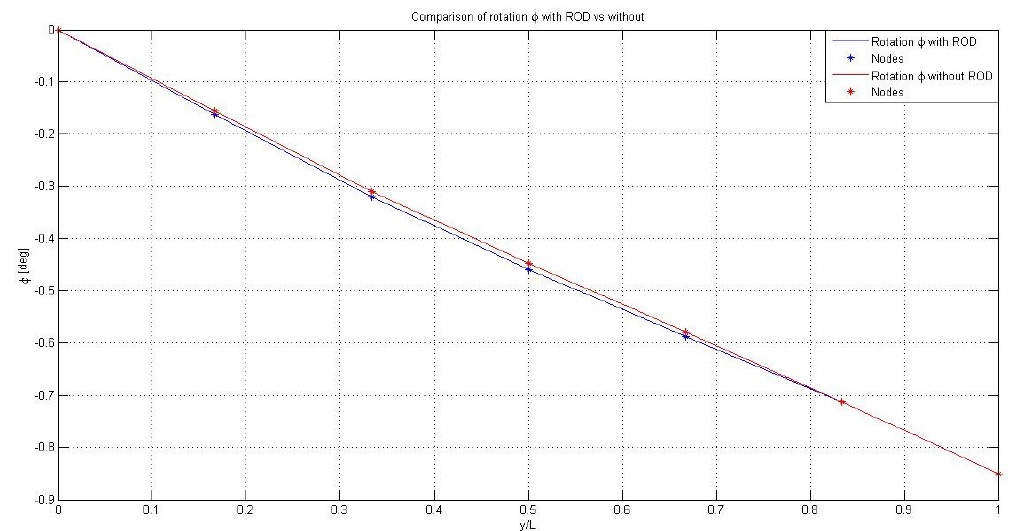 Comparison of rotation ϕ with ROD vs without
Rotation ϕ with ROD
Nodes
Rotation ϕ without ROD
Nodes
0
-0.1
-0.2
-0.3
-0.4
-0.5
-0.6
-0.7
-0.8
-0.9
ϕ [deg]
0 0.1 0.2 0.3 0.4 0.5 0.6 0.7 0.8 0.9 1
y/L